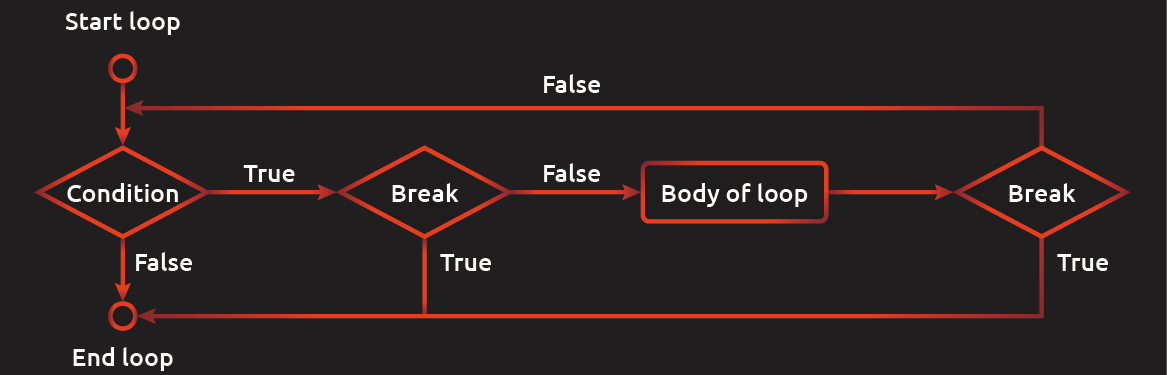 Start loop
False
Condition
True
Break
False
Body of loop
Break
False
True
True
End loop